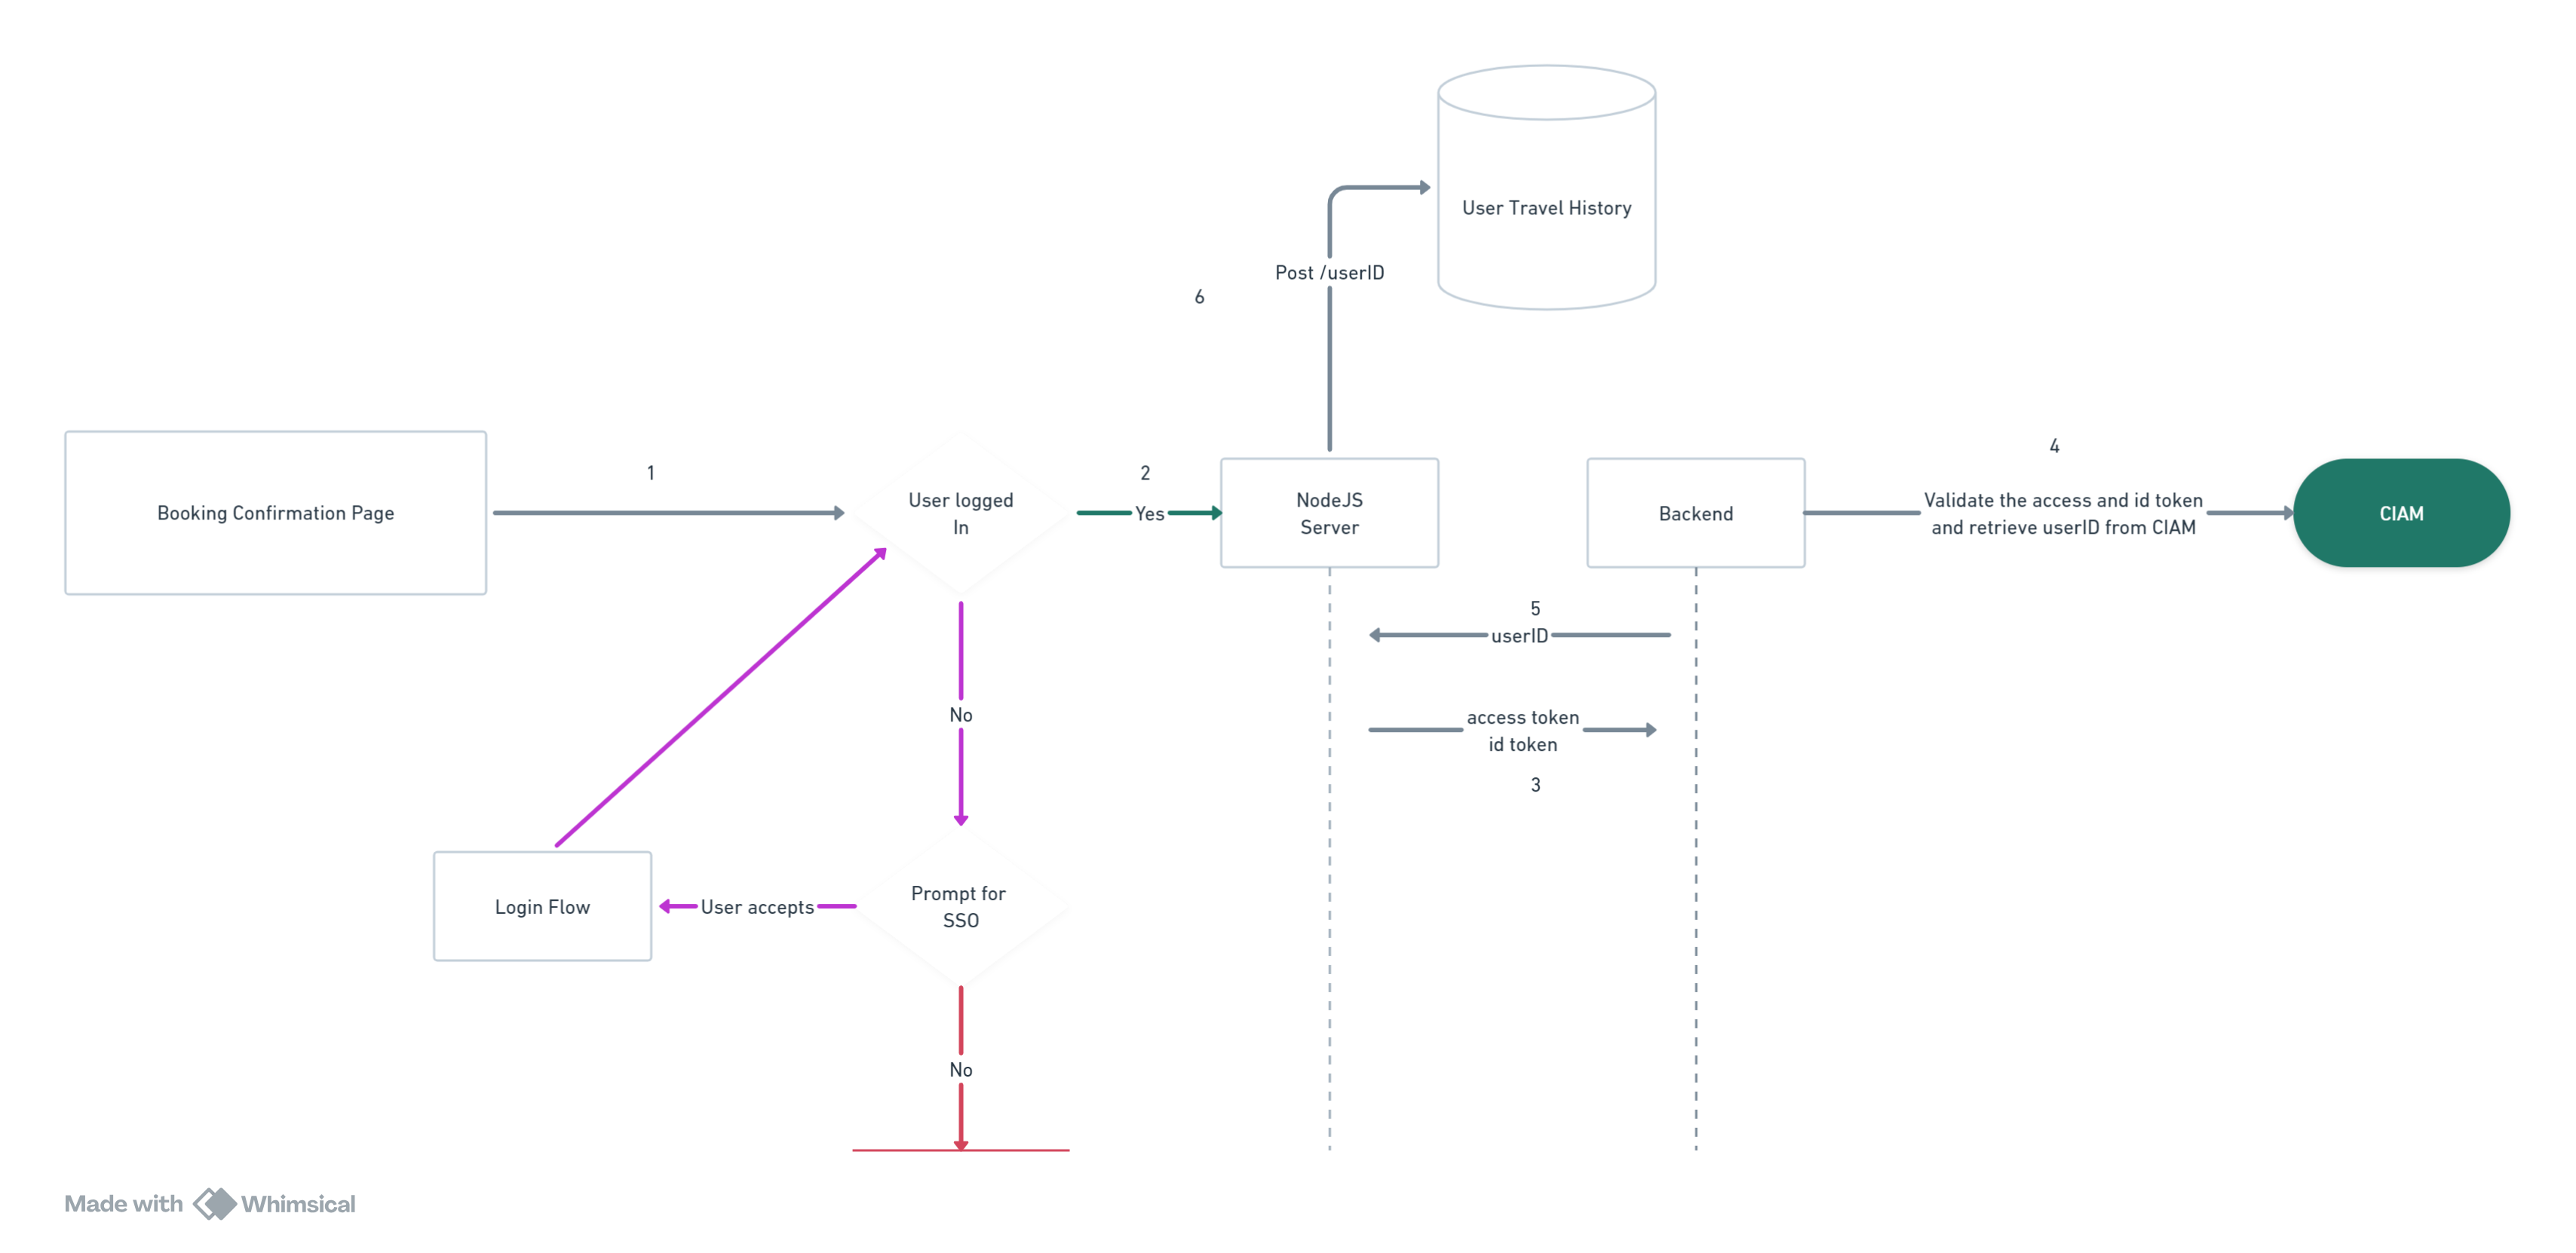 User Travel History
Post /userID
6
Booking Confirmation Page
1
User logged
In
2
Yes
NodeJS
Server
Backend
4
Validate the access and id token
and retrieve userID from CIAM
CIAM
5
userID
No
access token
id token
3
Login Flow
User accepts
Prompt for
SSO
No
Made with Whimsical